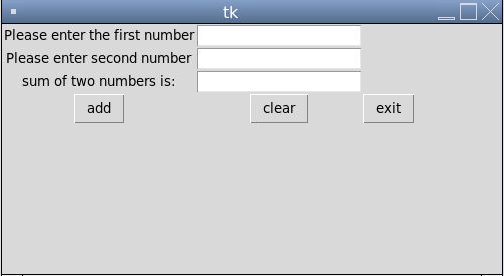 tk
Please enter the first number
Please enter second number
sum of two numbers is:
add clear exit